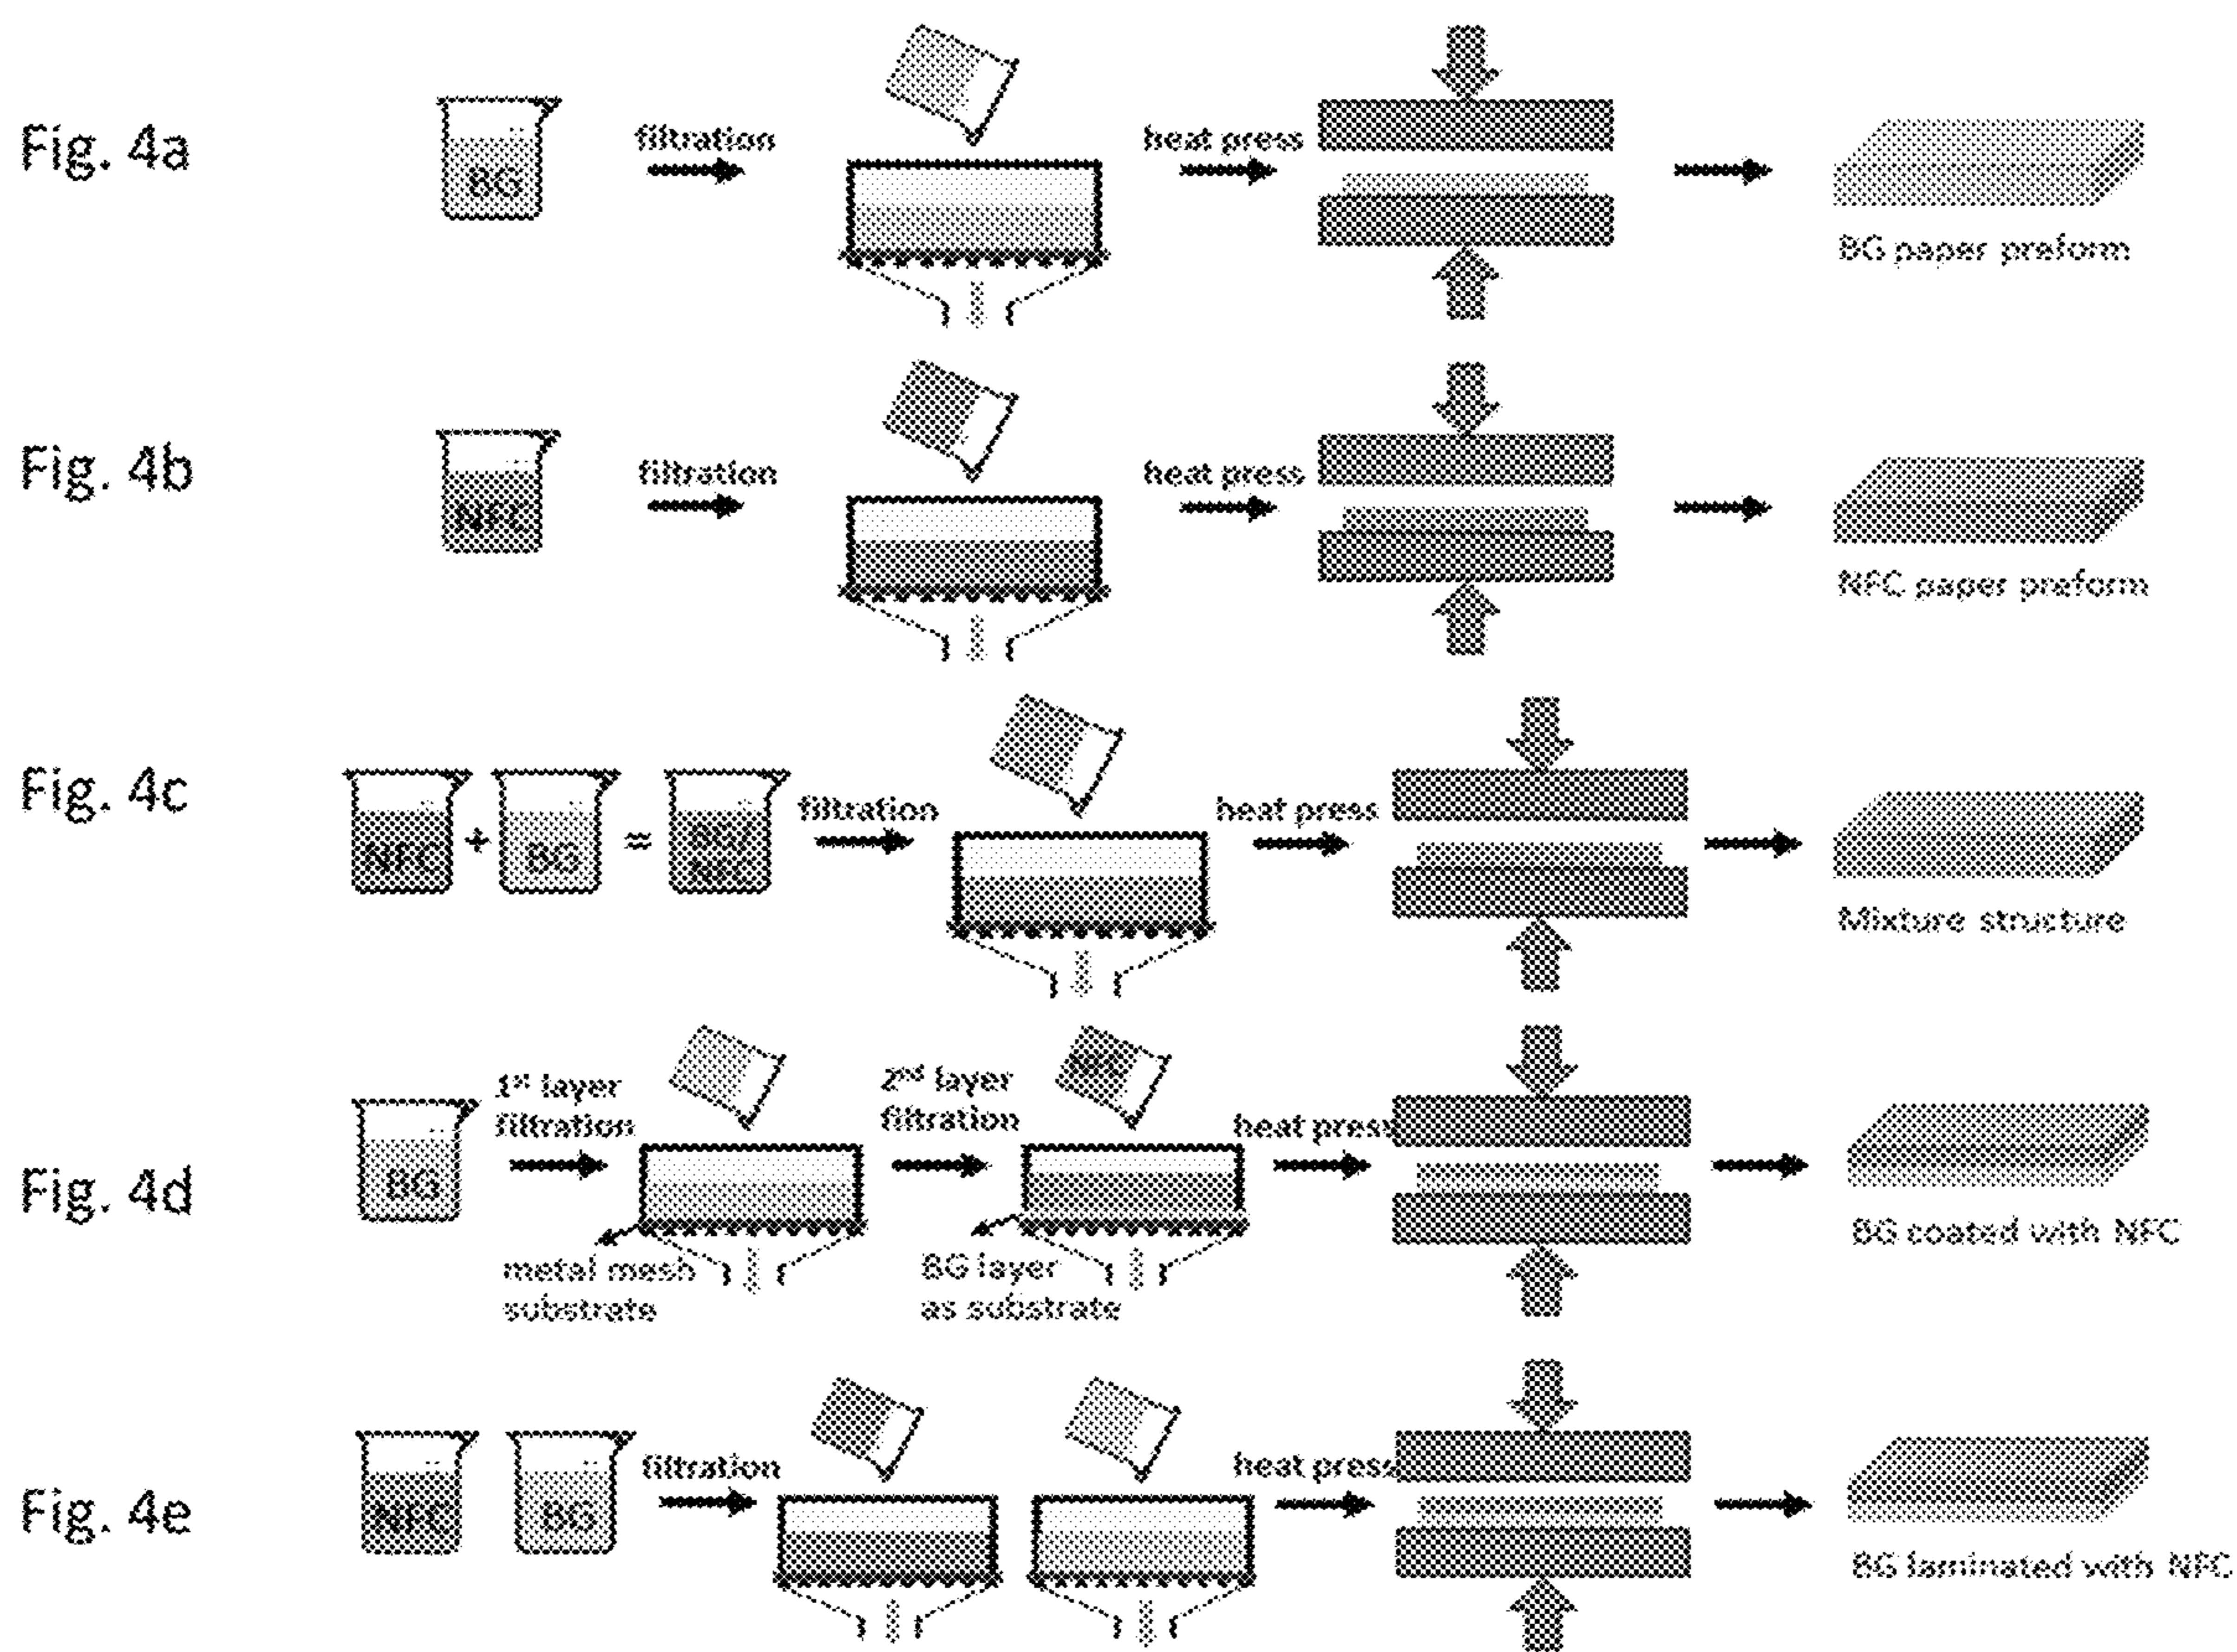 Fig. 4a
BG
filtration
heat press
BG paper preform
Fig. 4b
NFC
filtration
heat press
NFC paper preform
Fig. 4c
NFC
+
BG
=
BG/
filtration
heat press
Mixture structure
Fig. 4d
BG
1st layer
filtration
metal mesh
substrate
2nd layer
filtration
BG layer
as substrate
heat press
BG coated with NFC
Fig. 4e
NFC
BG
filtration
heat press
BG laminated with NFC